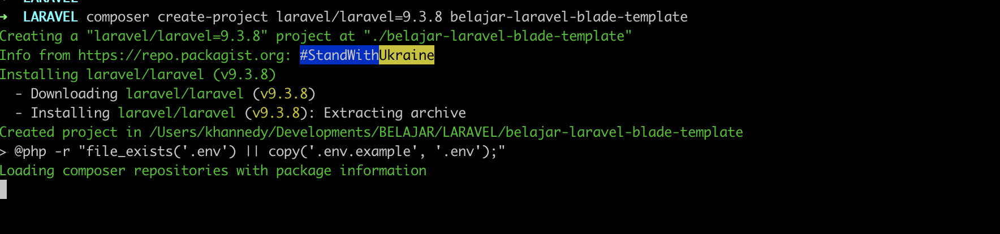 ➜  LARAVEL
➜  LARAVEL composer create-project laravel/laravel=9.3.8 belajar-laravel-blade-template
Creating a "laravel/laravel=9.3.8" project at "./belajar-laravel-blade-template"
Info from https://repo.packagist.org: #StandWithUkraine
Installing laravel/laravel (v9.3.8)
  - Downloading laravel/laravel (v9.3.8)
  - Installing laravel/laravel (v9.3.8): Extracting archive
Created project in /Users/khannedy/Developments/BELAJAR/LARAVEL/belajar-laravel-blade-template
> @php -r "file_exists('.env') || copy('.env.example', '.env');"
Loading composer repositories with package information